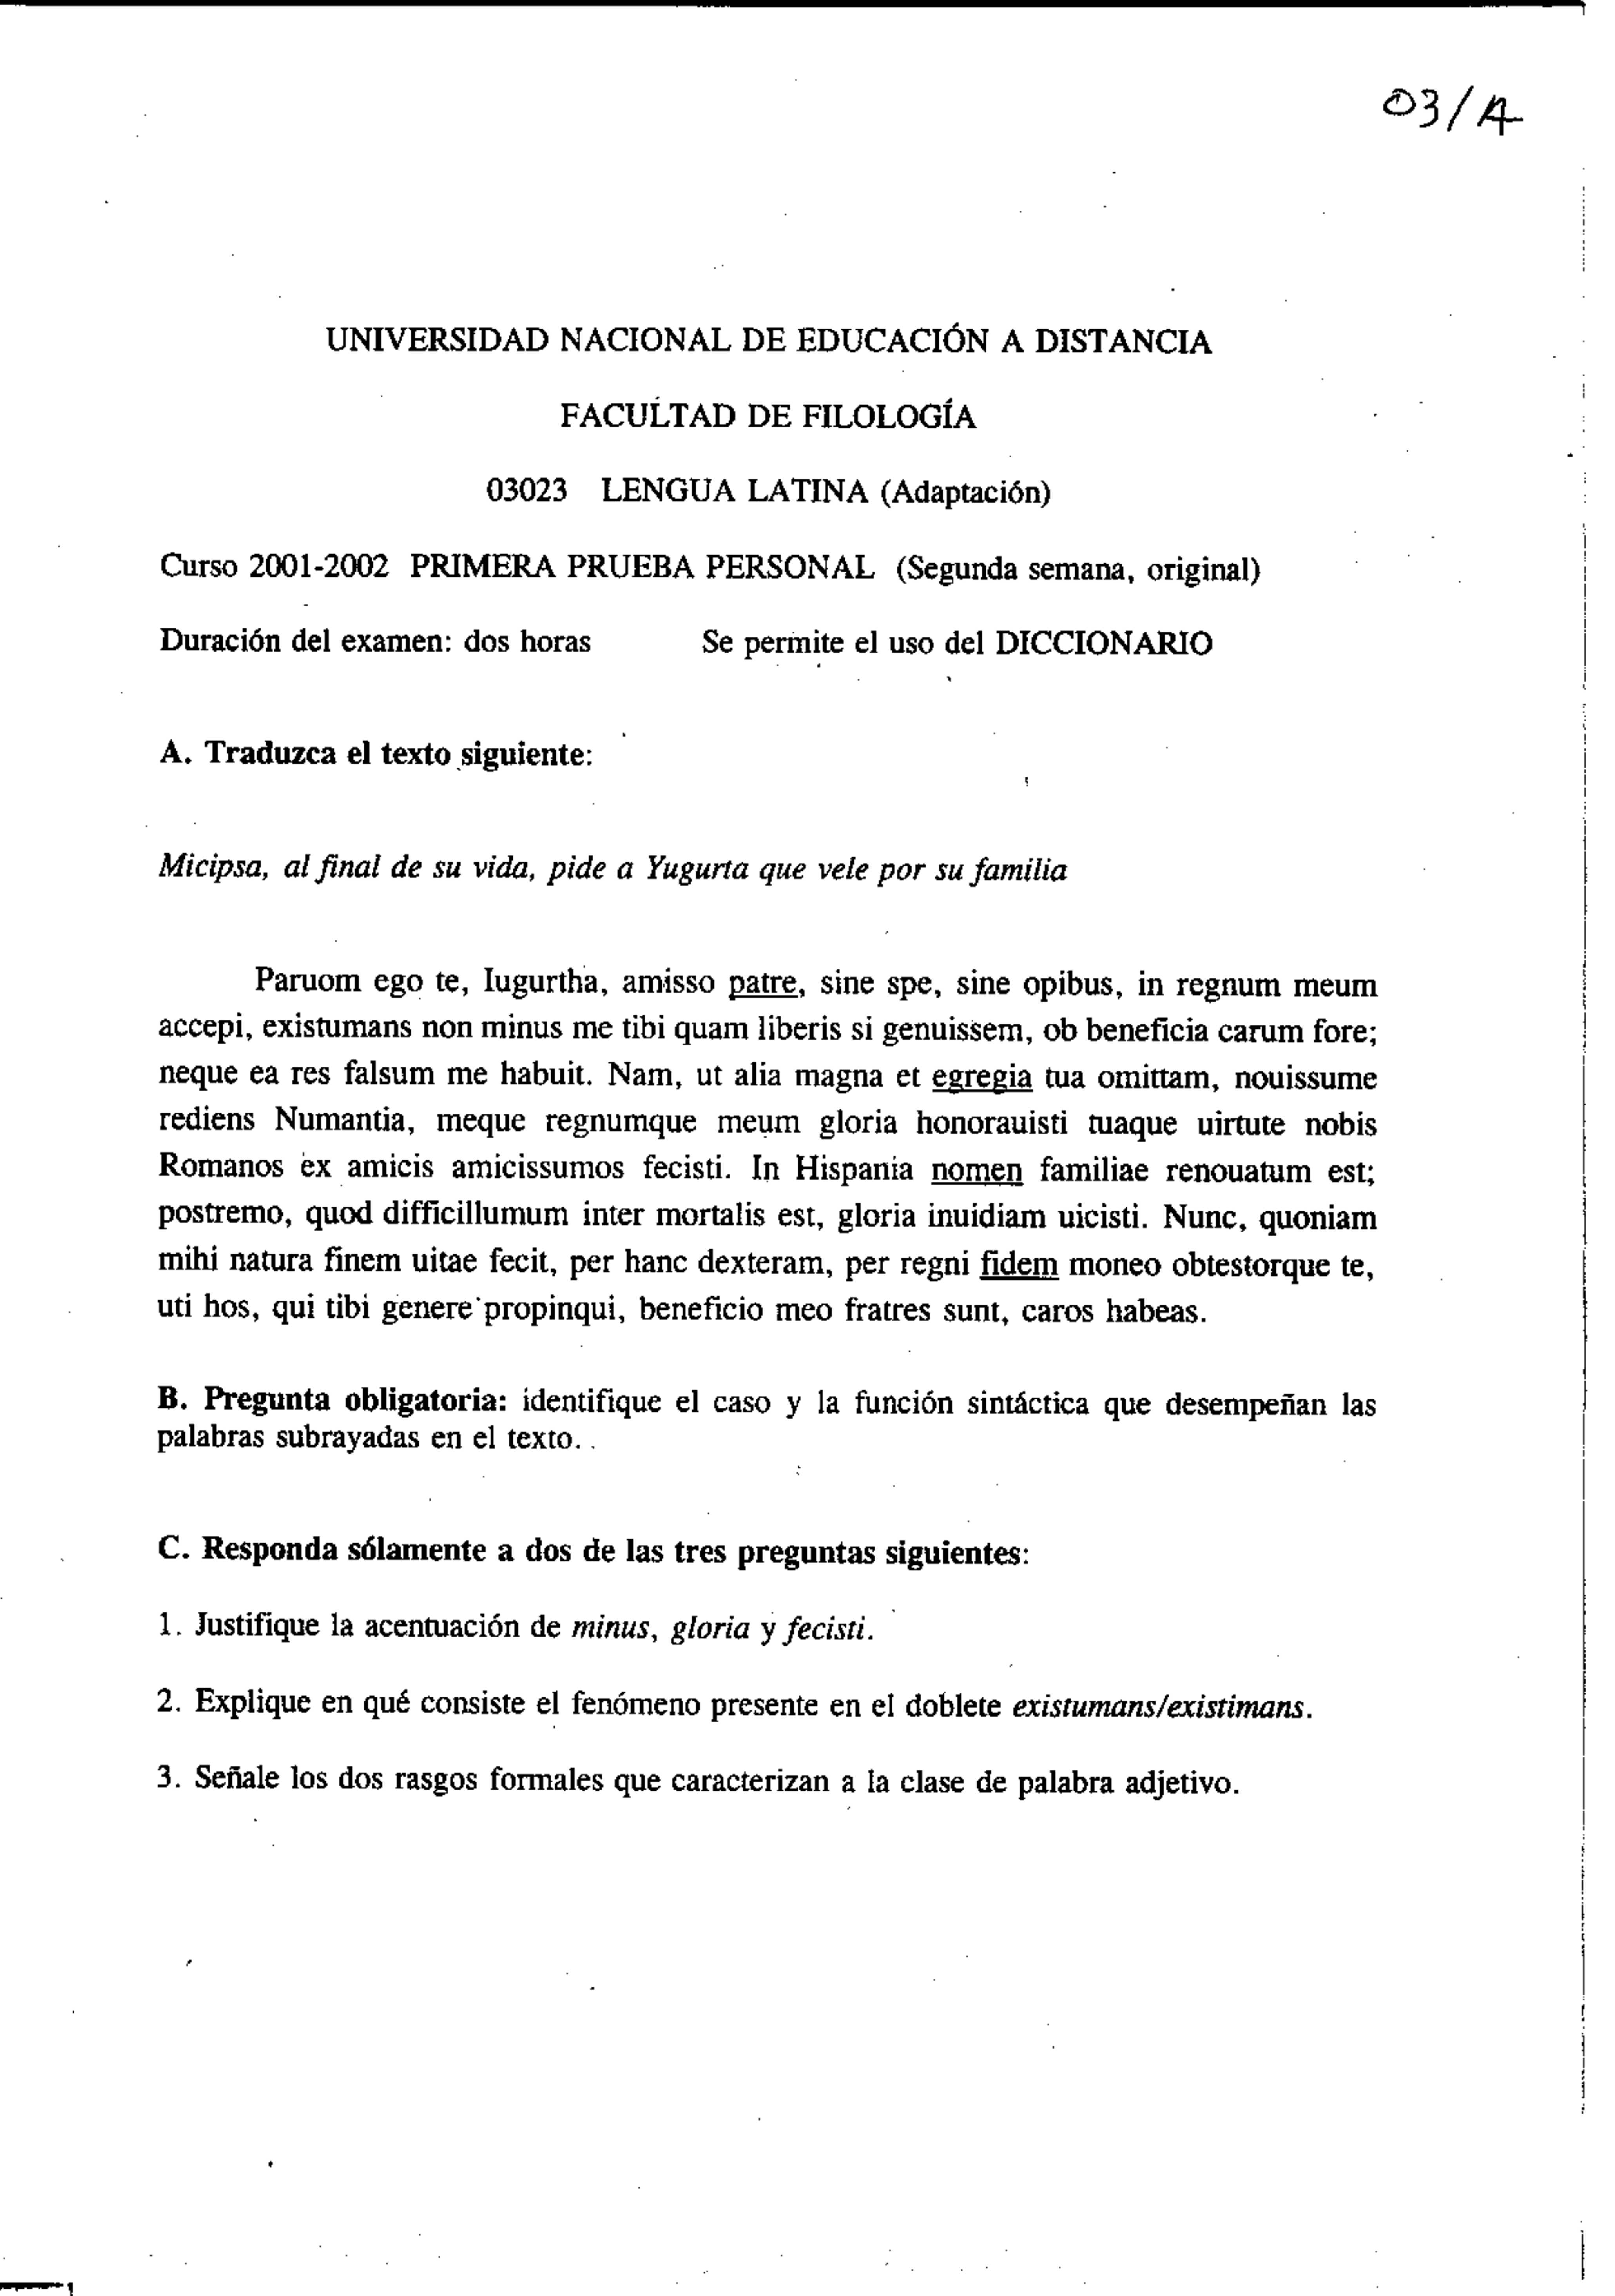 03/A
UNIVERSIDAD NACIONAL DE EDUCACIÓN A DISTANCIA
FACULTAD DE FILOLOGÍA
03023 LENGUA LATINA (Adaptación)
Curso 2001-2002 PRIMERA PRUEBA PERSONAL (Segunda semana, original)
Duración del examen: dos horas Se permite el uso del DICCIONARIO
A. Traduzca el texto siguiente:
Micipsa, al final de su vida, pide a Yugurta que vele por su familia
Paruom ego te, Iugurtha, amisso patre, sine spe, sine opibus, in regnum meum
accepi, existumans non minus me tibi quam liberis si genuissem, ob beneficia carum fore;
neque ea res falsum me habuit. Nam, ut alia magna et egregia tua omittam, nouissume
rediens Numantia, meque regnumque meum gloria honorauisti tuaque uirtute nobis
Romanos ex amicis amicissumos fecisti. In Hispania nomen familiae renouatum est;
postremo, quod difficillumum inter mortalis est, gloria inuidiam uicisti. Nunc, quoniam
mihi natura finem uitae fecit, per hanc dexteram, per regni fidem moneo obtestorque te,
uti hos, qui tibi genere propinqui, beneficio meo fratres sunt, caros habeas.
B. Pregunta obligatoria: identifique el caso y la función sintáctica que desempeñan las
palabras subrayadas en el texto. .
C. Responda sólamente a dos de las tres preguntas siguientes:
1. Justifique la acentuación de minus, gloria y fecisti.
2. Explique en qué consiste el fenómeno presente en el doblete existumans/existimans.
3. Señale los dos rasgos formales que caracterizan a la clase de palabra adjetivo.